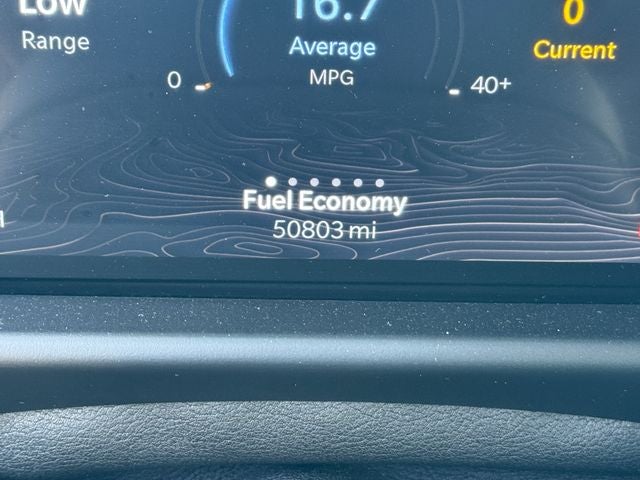 Low
Range
16.7
Average
MPG
0
40+
0
Current
Fuel Economy
50803 mi